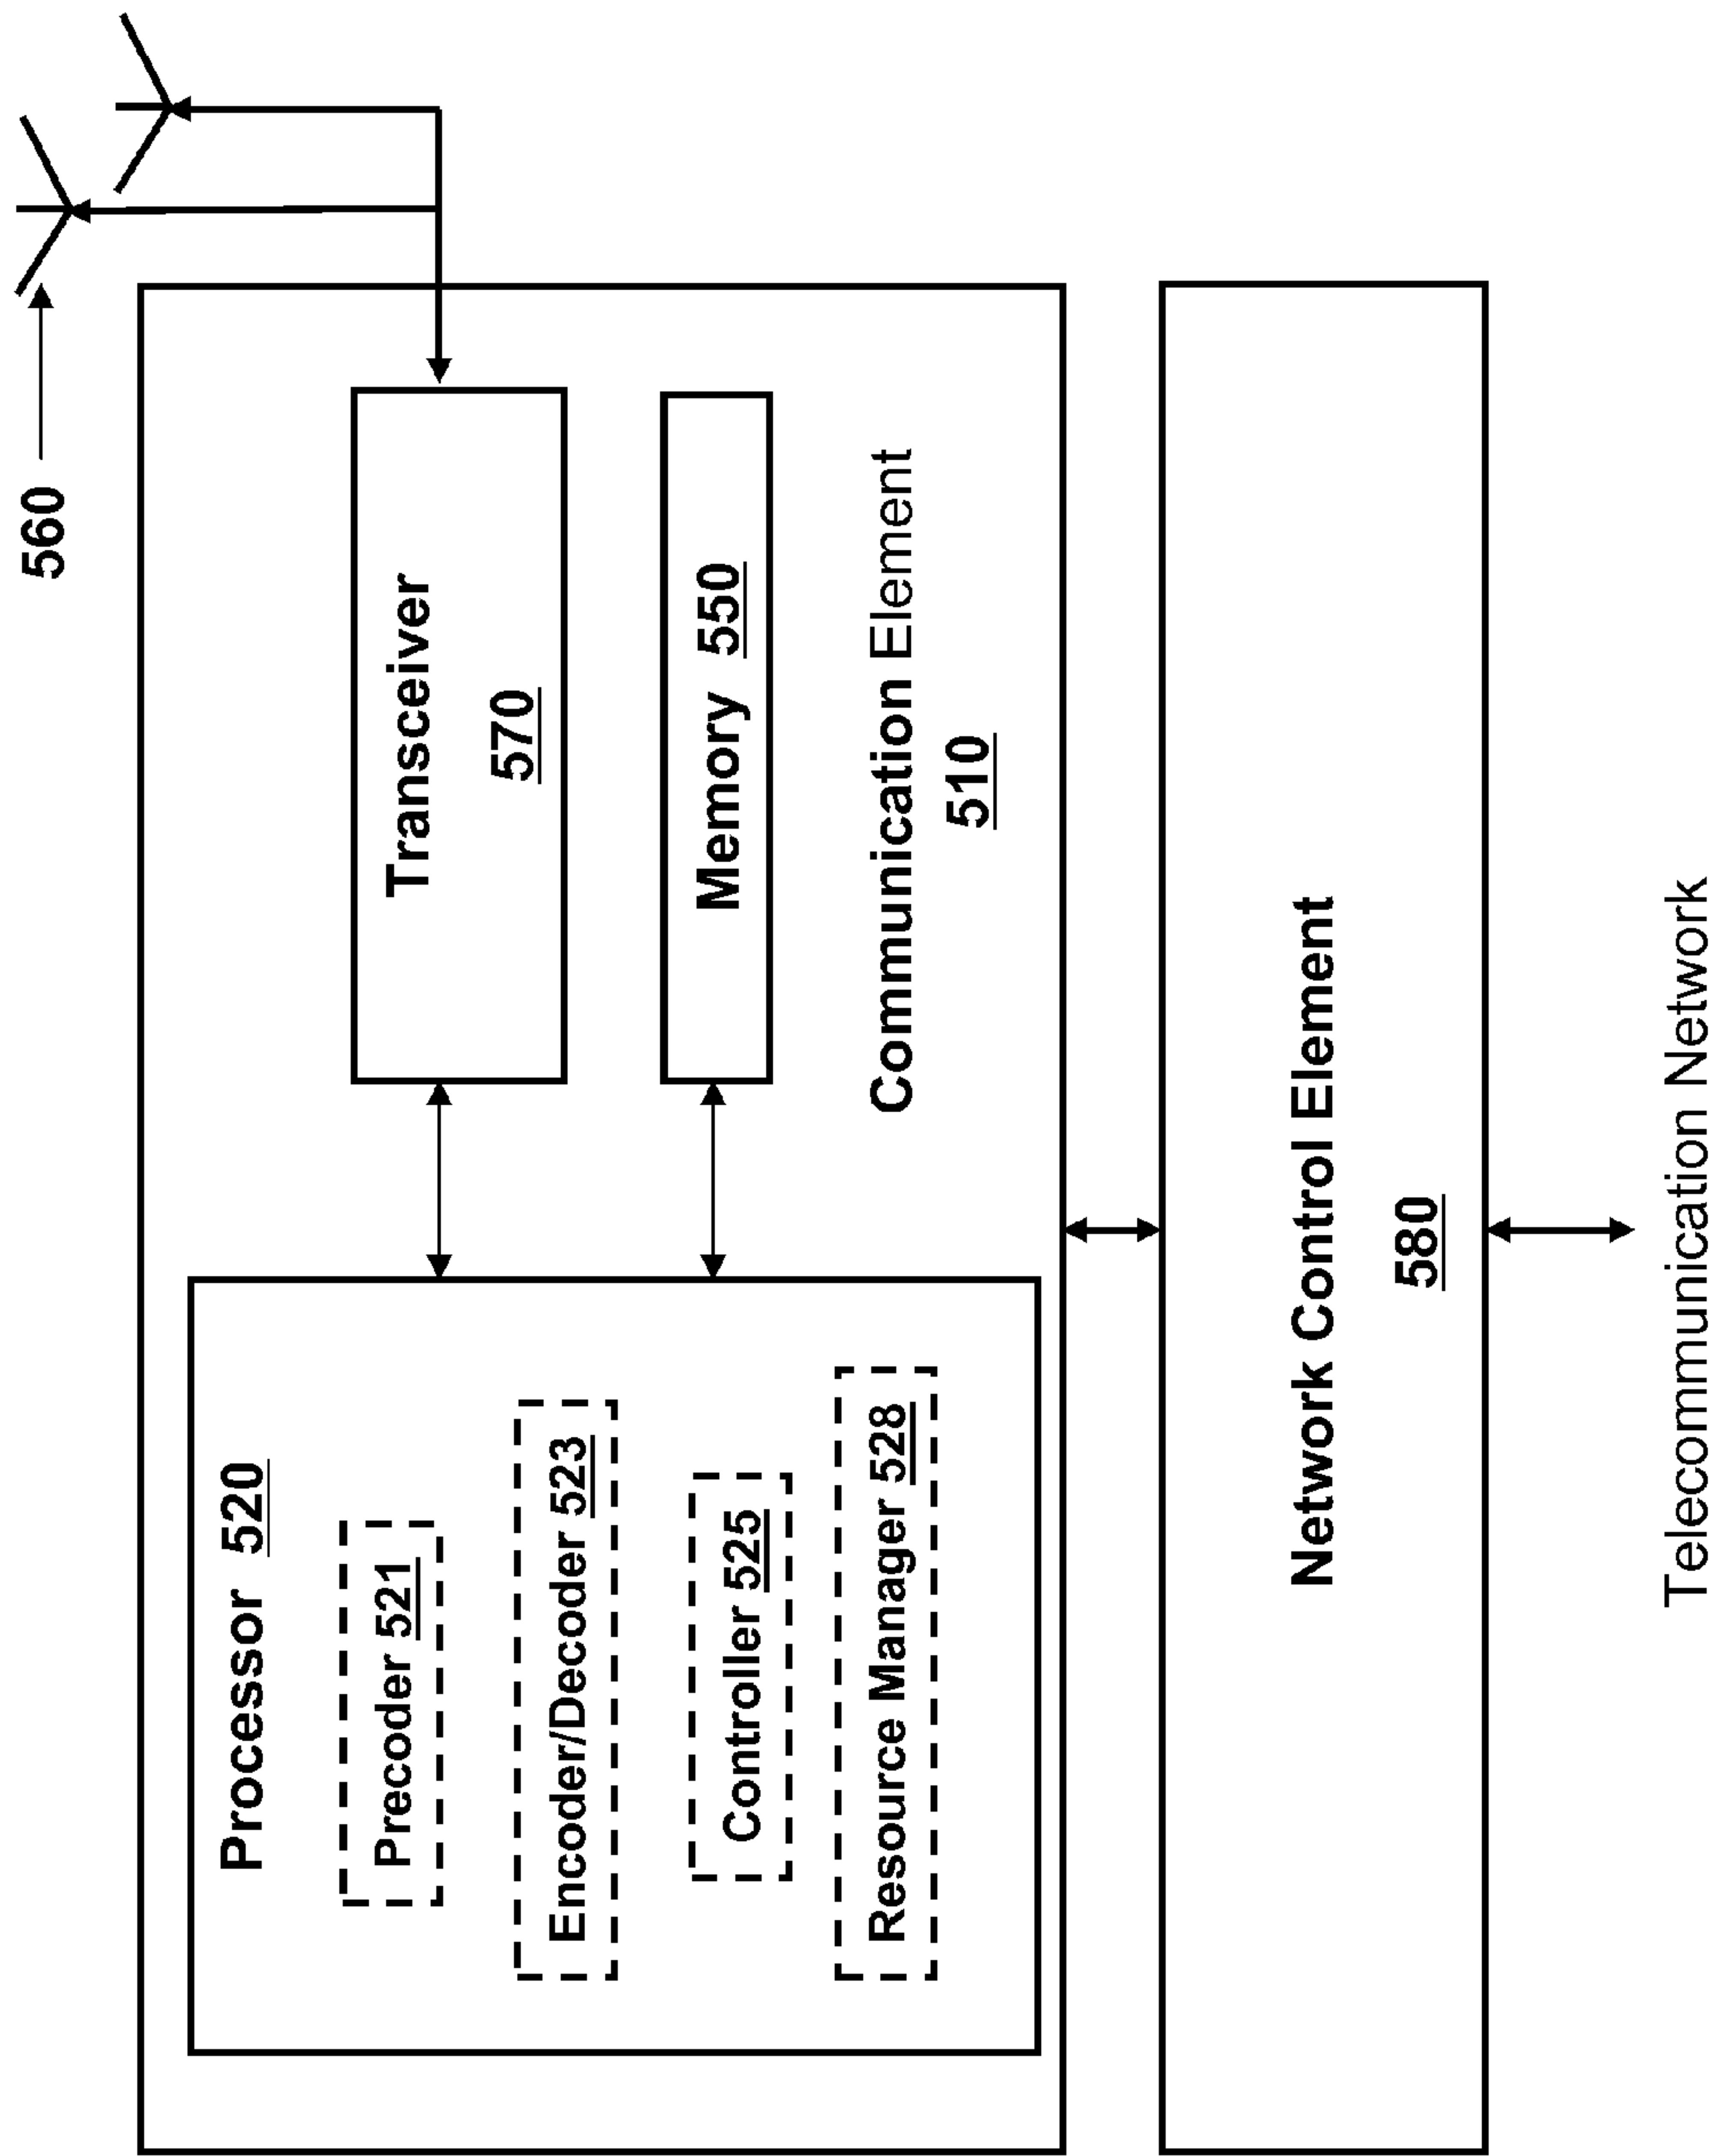 560
Processor 520
Precoder 521
Encoder/Decoder 523
Controller 525
Resource Manager 528
Transceiver
570
Memory 550
Communication Element
510
Network Control Element
580
Telecommunication Network